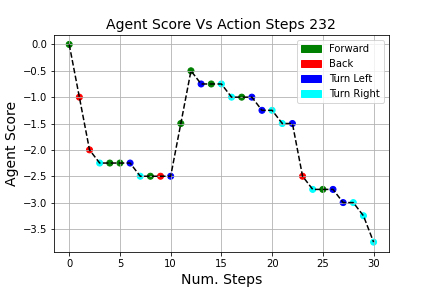 Agent Score Vs Action Steps 232
Agent Score
0.0
−0.5
−1.0
−1.5
−2.0
−2.5
−3.0
−3.5
Forward
Back
Turn Left
Turn Right
0 5 10 15 20 25 30
Num. Steps